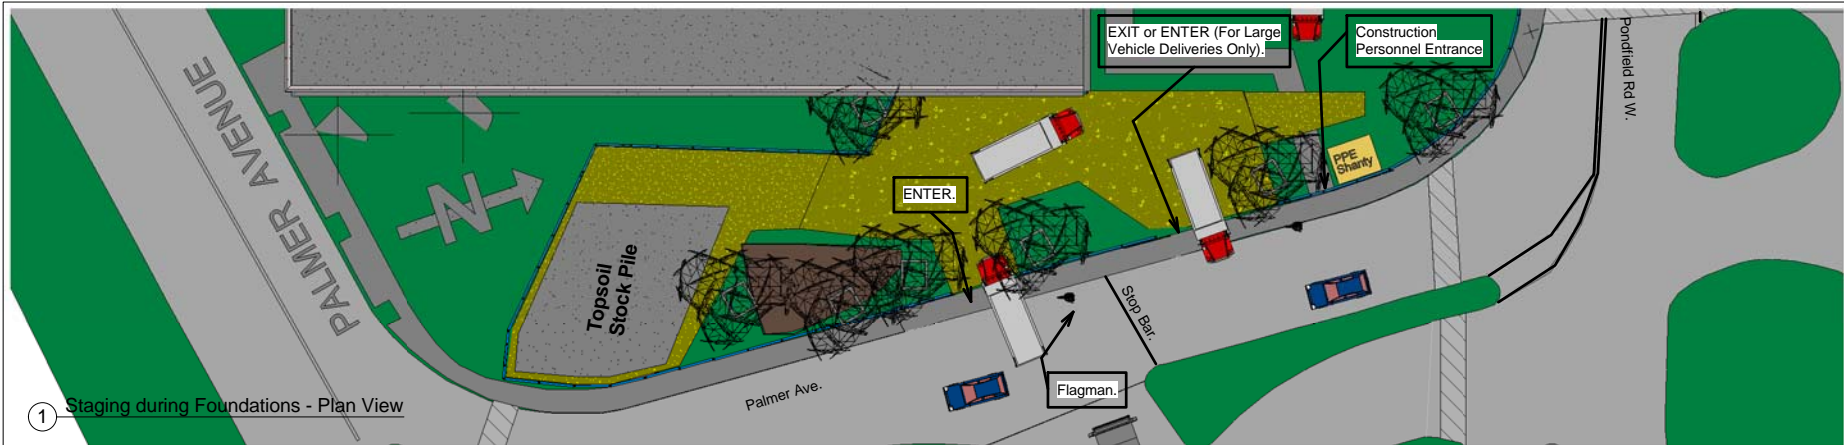 EXIT or ENTER (For Large
Vehicle Deliveries Only).
Construction
Personnel Entrance
Pondfield Rd W.
PALMER AVENUE
N
PPE
Shanty
ENTER.
Topsoil
Stock Pile
Stop Bar.
Palmer Ave.
Flagman.
1
Staging during Foundations - Plan View